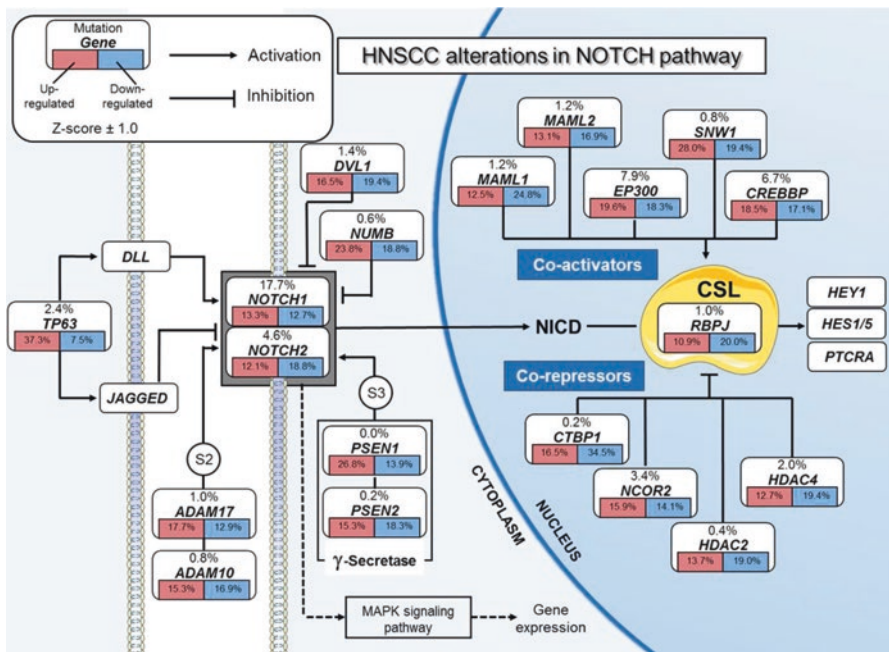 Mutation
Gene
Up-
regulated
Down-
regulated
Z-score ± 1.0
Activation
Inhibition
HNSCC alterations in NOTCH pathway
1.4%
DVL1
16.5% 19.4%
0.6%
NUMB
23.8% 18.8%
DLL
2.4%
TP63
37.3% 7.5%
JAGGED
17.7%
NOTCH1
13.3% 12.7%
4.6%
NOTCH2
12.1% 18.8%
S2
1.0%
ADAM17
17.7% 12.9%
0.8%
ADAM10
15.3% 16.9%
S3
0.0%
PSEN1
26.8% 13.9%
0.2%
PSEN2
15.3% 18.3%
γ-Secretase
MAPK signaling
pathway
Gene
expression
CYTOPLASM
NUCLEUS
1.2%
MAML2
13.1% 16.9%
0.8%
SNW1
28.0% 19.4%
1.2%
MAML1
12.5% 24.8%
7.9%
EP300
19.6% 18.3%
6.7%
CREBBP
18.5% 17.1%
Co-activators
NICD
CSL
1.0%
RBPJ
10.9% 20.0%
HEY1
HES1/5
PTCRA
Co-repressors
0.2%
CTBP1
16.5% 34.5%
3.4%
NCOR2
15.9% 14.1%
2.0%
HDAC4
12.7% 19.4%
0.4%
HDAC2
13.7% 19.0%